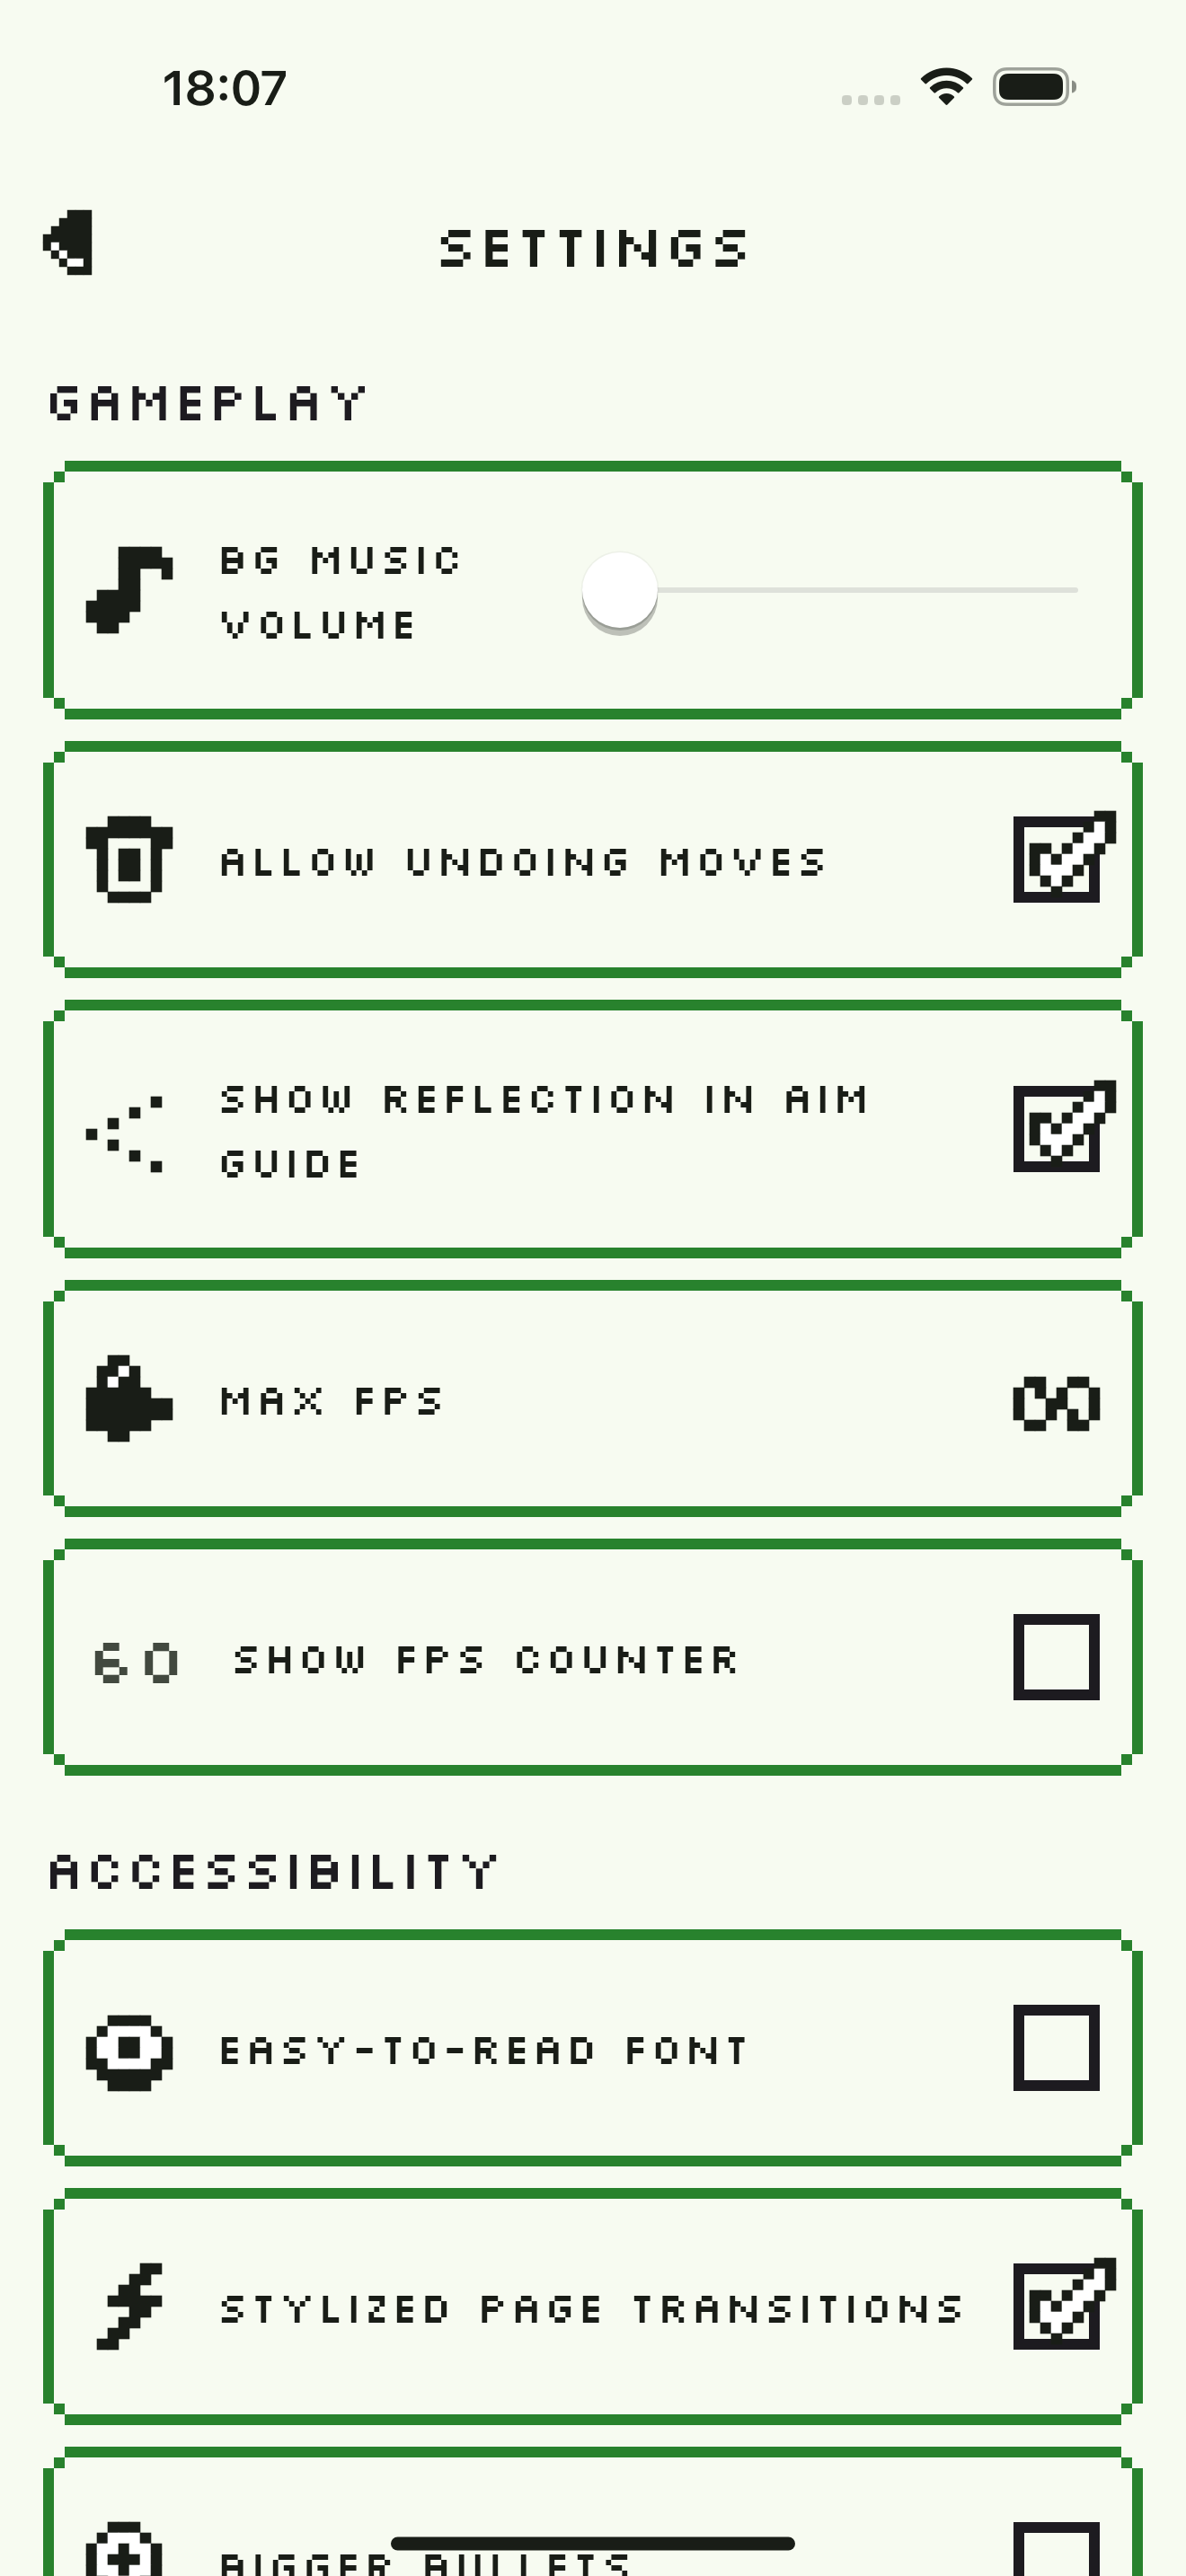 18:07
SETTINGS
GAMEPLAY
BG MUSIC
VOLUME
ALLOW UNDOING MOVES
SHOW REFLECTION IN AIM
GUIDE
MAX FPS
∞
60 SHOW FPS COUNTER
ACCESSIBILITY
EASY-TO-READ FONT
STYLIZED PAGE TRANSITIONS
BIGGER BULLETS